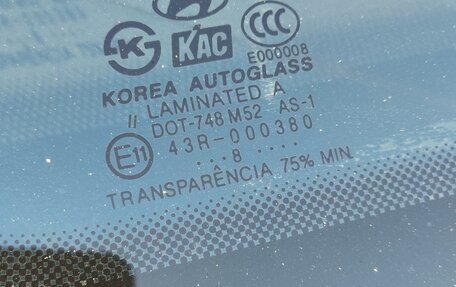 KAC
CCC
E000008
KOREA AUTOGLASS
// LAMINATED A
DOT-748 M52 AS-1
E11 43R-000380
...8....
TRANSPARÊNCIA 75% MIN.